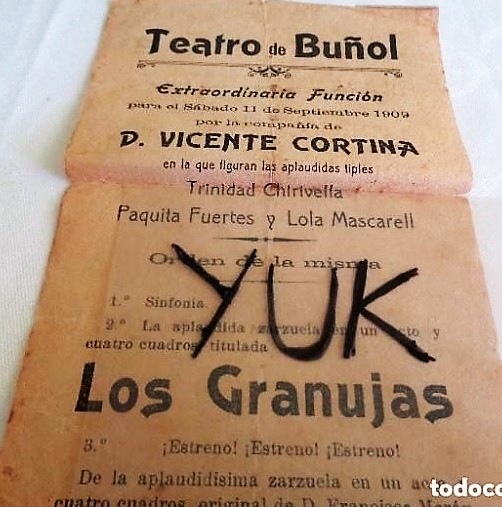 Teatro de Buñol
Extraordinaria Función
para el Sábado 11 de Septiembre 1909
por la compañía de
D. VICENTE CORTINA
en la que figuran las aplaudidas tiples
Trinidad Chirivella
Paquita Fuertes y Lola Mascarell
Orden de la misma
YUK
1.º Sinfonia
2.º La aplaudida zarzuela en un acto y
cuatro cuadros titulada
Los Granujas
3.º ¡Estreno! ¡Estreno! ¡Estreno!
De la aplaudidisima zarzuela en un acto
cuatro cuadros, original de D. Francisco
todoco